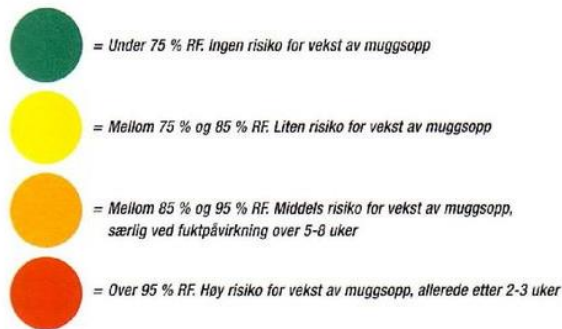 = Under 75 % RF. Ingen risiko for vekst av muggsopp
= Mellom 75 % og 85 % RF. Liten risiko for vekst av muggsopp
= Mellom 85 % og 95 % RF. Middels risiko for vekst av muggsopp,
særlig ved fuktpåvirkning over 5-8 uker
= Over 95 % RF. Høy risiko for vekst av muggsopp, allerede etter 2-3 uker